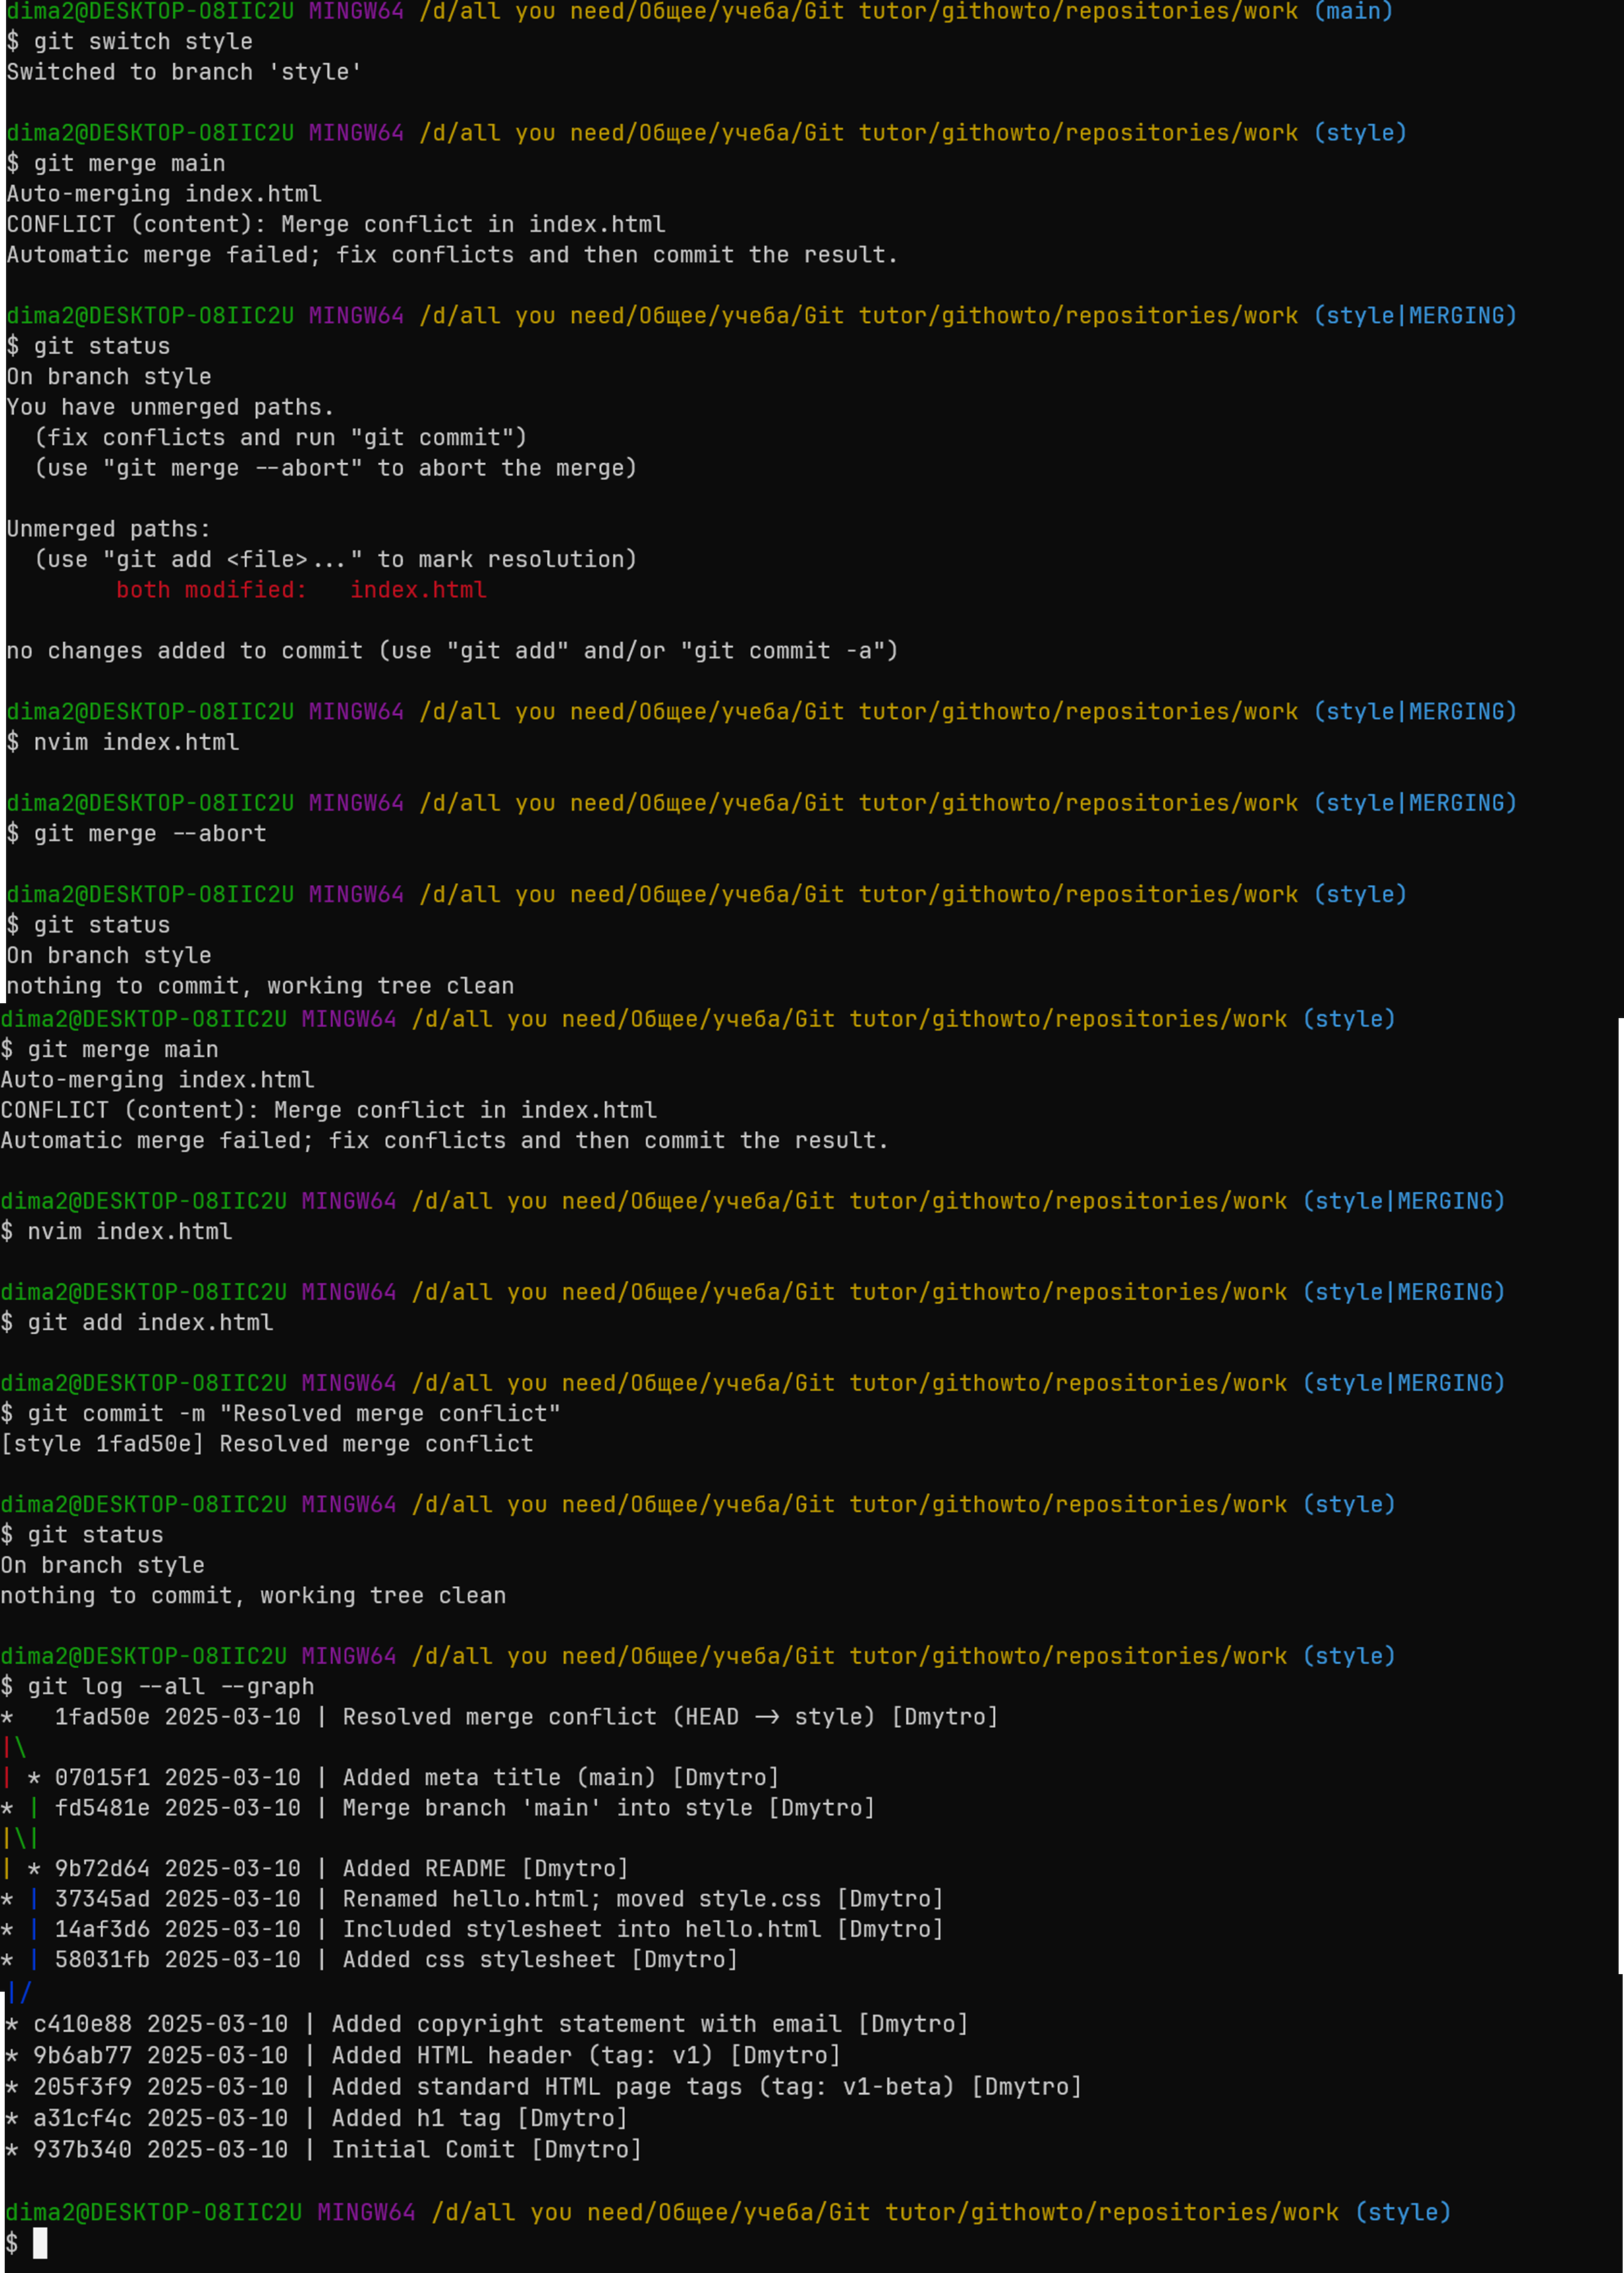 dima2@DESKTOP-O8IIC2U MINGW64 /d/all you need/Общее/учеба/Git tutor/githowto/repositories/work (main)
$ git switch style
Switched to branch 'style'

dima2@DESKTOP-O8IIC2U MINGW64 /d/all you need/Общее/учеба/Git tutor/githowto/repositories/work (style)
$ git merge main
Auto-merging index.html
CONFLICT (content): Merge conflict in index.html
Automatic merge failed; fix conflicts and then commit the result.

dima2@DESKTOP-O8IIC2U MINGW64 /d/all you need/Общее/учеба/Git tutor/githowto/repositories/work (style|MERGING)
$ git status
On branch style
You have unmerged paths.
  (fix conflicts and run "git commit")
  (use "git merge --abort" to abort the merge)

Unmerged paths:
  (use "git add <file>..." to mark resolution)
        both modified:   index.html

no changes added to commit (use "git add" and/or "git commit -a")

dima2@DESKTOP-O8IIC2U MINGW64 /d/all you need/Общее/учеба/Git tutor/githowto/repositories/work (style|MERGING)
$ nvim index.html

dima2@DESKTOP-O8IIC2U MINGW64 /d/all you need/Общее/учеба/Git tutor/githowto/repositories/work (style|MERGING)
$ git merge --abort

dima2@DESKTOP-O8IIC2U MINGW64 /d/all you need/Общее/учеба/Git tutor/githowto/repositories/work (style)
$ git status
On branch style
nothing to commit, working tree clean
dima2@DESKTOP-O8IIC2U MINGW64 /d/all you need/Общее/учеба/Git tutor/githowto/repositories/work (style)
$ git merge main
Auto-merging index.html
CONFLICT (content): Merge conflict in index.html
Automatic merge failed; fix conflicts and then commit the result.

dima2@DESKTOP-O8IIC2U MINGW64 /d/all you need/Общее/учеба/Git tutor/githowto/repositories/work (style|MERGING)
$ nvim index.html

dima2@DESKTOP-O8IIC2U MINGW64 /d/all you need/Общее/учеба/Git tutor/githowto/repositories/work (style|MERGING)
$ git add index.html

dima2@DESKTOP-O8IIC2U MINGW64 /d/all you need/Общее/учеба/Git tutor/githowto/repositories/work (style|MERGING)
$ git commit -m "Resolved merge conflict"
[style 1fad50e] Resolved merge conflict

dima2@DESKTOP-O8IIC2U MINGW64 /d/all you need/Общее/учеба/Git tutor/githowto/repositories/work (style)
$ git status
On branch style
nothing to commit, working tree clean

dima2@DESKTOP-O8IIC2U MINGW64 /d/all you need/Общее/учеба/Git tutor/githowto/repositories/work (style)
$ git log --all --graph
*   1fad50e 2025-03-10 | Resolved merge conflict (HEAD -> style) [Dmytro]
|\
| * 07015f1 2025-03-10 | Added meta title (main) [Dmytro]
* | fd5481e 2025-03-10 | Merge branch 'main' into style [Dmytro]
|\|
| * 9b72d64 2025-03-10 | Added README [Dmytro]
* | 37345ad 2025-03-10 | Renamed hello.html; moved style.css [Dmytro]
* | 14af3d6 2025-03-10 | Included stylesheet into hello.html [Dmytro]
* | 58031fb 2025-03-10 | Added css stylesheet [Dmytro]
|/
* c410e88 2025-03-10 | Added copyright statement with email [Dmytro]
* 9b6ab77 2025-03-10 | Added HTML header (tag: v1) [Dmytro]
* 205f3f9 2025-03-10 | Added standard HTML page tags (tag: v1-beta) [Dmytro]
* a31cf4c 2025-03-10 | Added h1 tag [Dmytro]
* 937b340 2025-03-10 | Initial Comit [Dmytro]

dima2@DESKTOP-O8IIC2U MINGW64 /d/all you need/Общее/учеба/Git tutor/githowto/repositories/work (style)
$